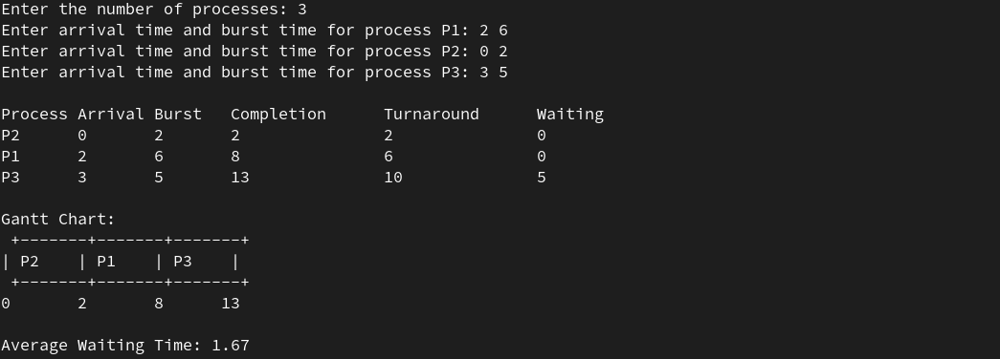 Enter the number of processes: 3
Enter arrival time and burst time for process P1: 2 6
Enter arrival time and burst time for process P2: 0 2
Enter arrival time and burst time for process P3: 3 5

Process Arrival Burst   Completion      Turnaround      Waiting
P2      0       2       2               2               0
P1      2       6       8               6               0
P3      3       5       13              10              5

Gantt Chart:
 +-------+-------+-------+
| P2    | P1    | P3    |
 +-------+-------+-------+
0       2       8      13

Average Waiting Time: 1.67